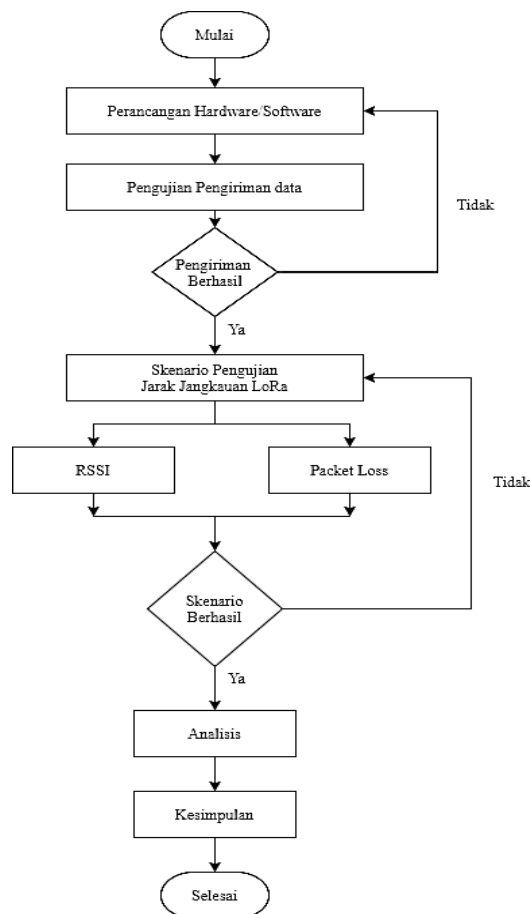 Mulai
Perancangan Hardware/Software
Pengujian Pengiriman data
Tidak
Pengiriman
Berhasil
Ya
Skenario Pengujian
Jarak Jangkauan LoRa
RSSI
Packet Loss
Tidak
Skenario
Berhasil
Ya
Analisis
Kesimpulan
Selesai